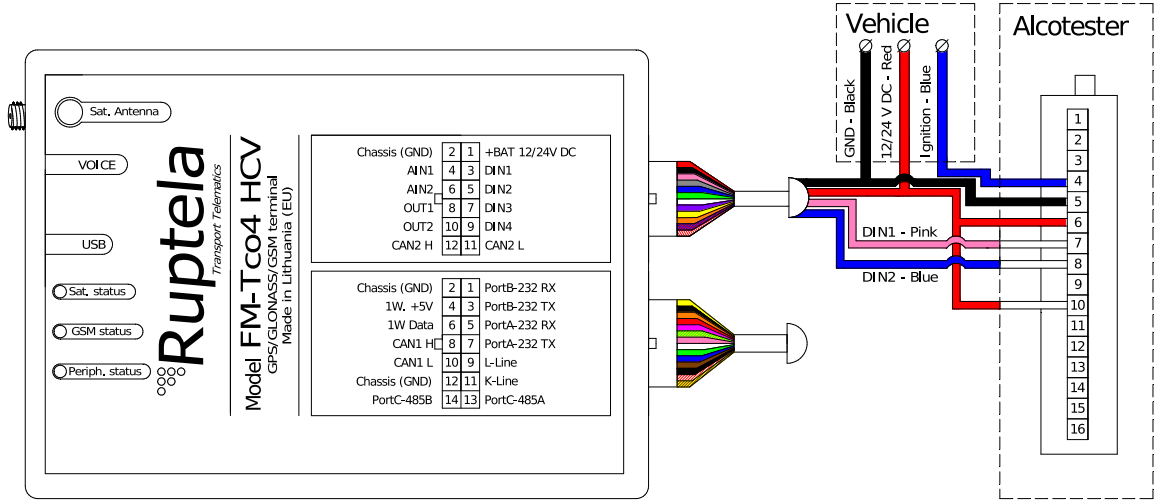 Vehicle
Alcotester
GND - Black
12/24 V DC - Red
Ignition - Blue
Sat. Antenna
VOICE
USB
Sat. status
GSM status
Periph. status
Ruptela
Transport Telematics
Model FM-Tco4 HCV
GPS/GLONASS/GSM terminal
Made in Lithuania (EU)
Chassis (GND) 2 1 +BAT 12/24V DC
AIN1 4 3 DIN1
AIN2 6 5 DIN2
OUT1 8 7 DIN3
OUT2 10 9 DIN4
CAN2 H 12 11 CAN2 L
Chassis (GND) 2 1 PortB-232 RX
1W. +5V 4 3 PortB-232 TX
1W Data 6 5 PortA-232 RX
CAN1 H 8 7 PortA-232 TX
CAN1 L 10 9 L-Line
Chassis (GND) 12 11 K-Line
PortC-485B 14 13 PortC-485A
DIN1 - Pink
DIN2 - Blue
1
2
3
4
5
6
7
8
9
10
11
12
13
14
15
16